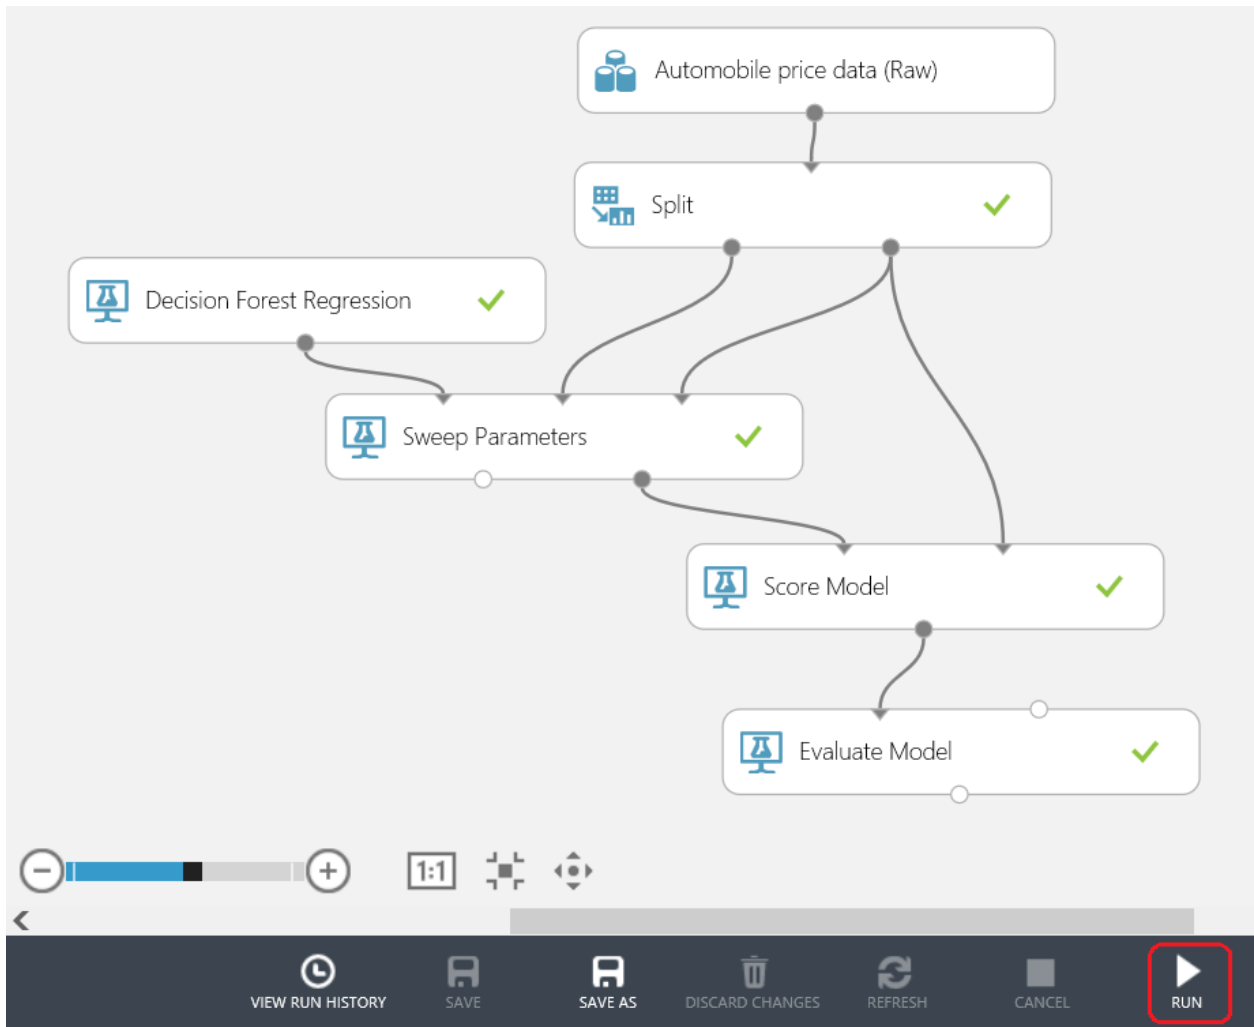 Automobile price data (Raw)
Split
Decision Forest Regression
Sweep Parameters
Score Model
Evaluate Model
1:1
VIEW RUN HISTORY
SAVE
SAVE AS
DISCARD CHANGES
REFRESH
CANCEL
RUN